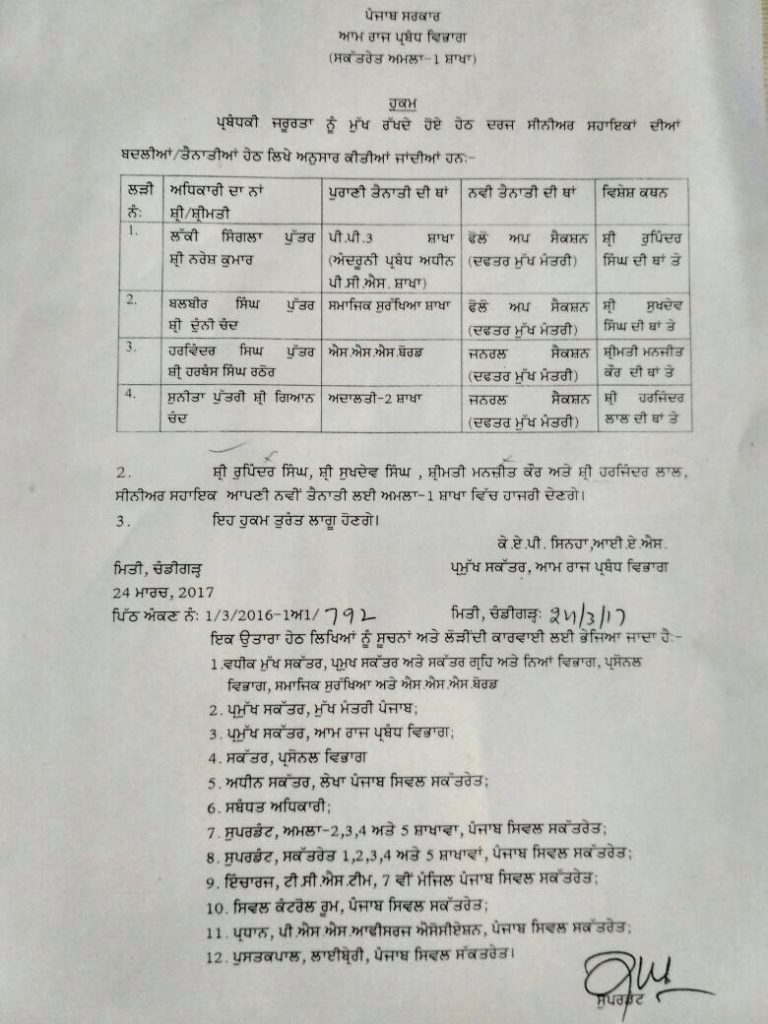 ਪੰਜਾਬ ਸਰਕਾਰ
ਆਮ ਰਾਜ ਪ੍ਰਬੰਧ ਵਿਭਾਗ
(ਸਕੱਤਰੇਤ ਅਮਲਾ-1 ਸ਼ਾਖਾ)
ਹੁਕਮ
ਪ੍ਰਬੰਧਕੀ ਜਰੂਰਤਾ ਨੂੰ ਮੁੱਖ ਰੱਖਦੇ ਹੋਏ ਹੇਠ ਦਰਜ ਸੀਨੀਅਰ ਸਹਾਇਕਾਂ ਦੀਆਂ
ਬਦਲੀਆਂ/ਤੈਨਾਤੀਆਂ ਹੇਠ ਲਿਖੇ ਅਨੁਸਾਰ ਕੀਤੀਆਂ ਜਾਂਦੀਆਂ ਹਨ:-
ਲੜੀ ਅਧਿਕਾਰੀ ਦਾ ਨਾਂ ਪੁਰਾਣੀ ਤੈਨਾਤੀ ਦੀ ਥਾਂ ਨਵੀ ਤੈਨਾਤੀ ਦੀ ਥਾਂ ਵਿਸ਼ੇਸ਼ ਕਥਨ
ਨੰ: ਸ਼੍ਰੀ/ਸ਼੍ਰੀਮਤੀ
1. ਲੱਕੀ ਸਿੰਗਲਾ ਪੁੱਤਰ ਪੀ.ਪੀ.3 ਸ਼ਾਖਾ ਫੋਲੋ ਅਪ ਸੈਕਸ਼ਨ ਸ਼੍ਰੀ ਰੁਪਿੰਦਰ
ਸ਼੍ਰੀ ਨਰੇਸ਼ ਕੁਮਾਰ (ਅੰਦਰੂਨੀ ਪ੍ਰਬੰਧ ਅਧੀਨ (ਦਫਤਰ ਮੁੱਖ ਮੰਤਰੀ) ਸਿੰਘ ਦੀ ਥਾਂ ਤੇ
ਪੀ.ਸੀ.ਐਸ. ਸ਼ਾਖਾ)
2. ਬਲਬੀਰ ਸਿੰਘ ਪੁੱਤਰ ਸਮਾਜਿਕ ਸੁਰੱਖਿਆ ਸ਼ਾਖਾ ਫੋਲੋ ਅਪ ਸੈਕਸ਼ਨ ਸ਼੍ਰੀ ਸੁਖਦੇਵ
ਸ਼੍ਰੀ ਦੁੰਨੀ ਚੰਦ (ਦਫਤਰ ਮੁੱਖ ਮੰਤਰੀ) ਸਿੰਘ ਦੀ ਥਾਂ ਤੇ
3. ਹਰਵਿੰਦਰ ਸਿਘ ਪੁੱਤਰ ਐਸ.ਐਸ.ਐਸ.ਬੋਰਡ ਜਨਰਲ ਸੈਕਸ਼ਨ ਸ਼੍ਰੀਮਤੀ ਮਨਜੀਤ
ਸ਼੍ਰੀ ਹਰਬੰਸ ਸਿੰਘ ਰਠੋਰ (ਦਫਤਰ ਮੁੱਖ ਮੰਤਰੀ) ਕੌਰ ਦੀ ਥਾਂ ਤੇ
4. ਸੁਨੀਤਾ ਪੁੱਤਰੀ ਸ਼੍ਰੀ ਗਿਆਨ ਅਦਾਲਤੀ-2 ਸ਼ਾਖਾ ਜਨਰਲ ਸੈਕਸ਼ਨ ਸ਼੍ਰੀ ਹਰਜਿੰਦਰ
ਚੰਦ (ਦਫਤਰ ਮੁੱਖ ਮੰਤਰੀ) ਲਾਲ ਦੀ ਥਾਂ ਤੇ
2. ਸ਼੍ਰੀ ਰੁਪਿੰਦਰ ਸਿੰਘ, ਸ਼੍ਰੀ ਸੁਖਦੇਵ ਸਿੰਘ , ਸ਼੍ਰੀਮਤੀ ਮਨਜੀਤ ਕੌਰ ਅਤੇ ਸ਼੍ਰੀ ਹਰਜਿੰਦਰ ਲਾਲ,
ਸੀਨੀਅਰ ਸਹਾਇਕ ਆਪਣੀ ਨਵੀਂ ਤੈਨਾਤੀ ਲਈ ਅਮਲਾ-1 ਸ਼ਾਖਾ ਵਿੱਚ ਹਾਜਰੀ ਦੇਣਗੇ।
3. ਇਹ ਹੁਕਮ ਤੁਰੰਤ ਲਾਗੂ ਹੋਣਗੇ।
ਕੇ.ਏ.ਪੀ. ਸਿਨਹਾ,ਆਈ.ਏ.ਐਸ.
ਮਿਤੀ, ਚੰਡੀਗੜ੍ਹ ਪ੍ਰਮੁੱਖ ਸਕੱਤਰ, ਆਮ ਰਾਜ ਪ੍ਰਬੰਧ ਵਿਭਾਗ
24 ਮਾਰਚ, 2017
ਪਿੱਠ ਅੰਕਣ ਨੰ: 1/3/2016-1ਅ1/792 ਮਿਤੀ, ਚੰਡੀਗੜ੍ਹ: 24/3/17
ਇਕ ਉਤਾਰਾ ਹੇਠ ਲਿਖਿਆਂ ਨੂੰ ਸੂਚਨਾਂ ਅਤੇ ਲੋੜੀਂਦੀ ਕਾਰਵਾਈ ਲਈ ਭੇਜਿਆ ਜਾਦਾ ਹੈ:-
1.ਵਧੀਕ ਮੁੱਖ ਸਕੱਤਰ, ਪ੍ਰਮੁਖ ਸਕੱਤਰ ਅਤੇ ਸਕੱਤਰ ਗ੍ਰਹਿ ਅਤੇ ਨਿਆਂ ਵਿਭਾਗ, ਪ੍ਰਸੋਨਲ
ਵਿਭਾਗ, ਸਮਾਜਿਕ ਸੁਰੱਖਿਆ ਅਤੇ ਐਸ.ਐਸ.ਐਸ.ਬੋਰਡ
2. ਪ੍ਰਮੁੱਖ ਸਕੱਤਰ, ਮੁੱਖ ਮੰਤਰੀ ਪੰਜਾਬ;
3. ਪ੍ਰਮੁੱਖ ਸਕੱਤਰ, ਆਮ ਰਾਜ ਪ੍ਰਬੰਧ ਵਿਭਾਗ;
4. ਸਕੱਤਰ, ਪ੍ਰਸੋਨਲ ਵਿਭਾਗ
5. ਅਧੀਨ ਸਕੱਤਰ, ਲੇਖਾ ਪੰਜਾਬ ਸਿਵਲ ਸਕੱਤਰੇਤ;
6. ਸਬੰਧਤ ਅਧਿਕਾਰੀ;
7. ਸੁਪਰਡੰਟ, ਅਮਲਾ-2,3,4 ਅਤੇ 5 ਸ਼ਾਖਾਵਾ, ਪੰਜਾਬ ਸਿਵਲ ਸਕੱਤਰੇਤ;
8. ਸੁਪਰਡੰਟ, ਸਕੱਤਰੇਤ 1,2,3,4 ਅਤੇ 5 ਸ਼ਾਖਾਵਾਂ, ਪੰਜਾਬ ਸਿਵਲ ਸਕੱਤਰੇਤ;
9. ਇੰਚਾਰਜ, ਟੀ.ਸੀ.ਐਸ.ਟੀਮ, 7 ਵੀਂ ਮੰਜਿਲ ਪੰਜਾਬ ਸਿਵਲ ਸਕੱਤਰੇਤ;
10. ਸਿਵਲ ਕੰਟਰੋਲ ਰੂਮ, ਪੰਜਾਬ ਸਿਵਲ ਸਕੱਤਰੇਤ;
11. ਪ੍ਰਧਾਨ, ਪੀ.ਐਸ.ਐਸ.ਆਫੀਸਰਜ ਐਸੋਸੀਏਸ਼ਨ, ਪੰਜਾਬ ਸਿਵਲ ਸਕੱਤਰੇਤ;
12. ਪੁਸਤਕਪਾਲ, ਲਾਈਬ੍ਰੇਰੀ, ਪੰਜਾਬ ਸਿਵਲ ਸੱਕਤਰੇਤ।
ਸੁਪਰਡੰਟ